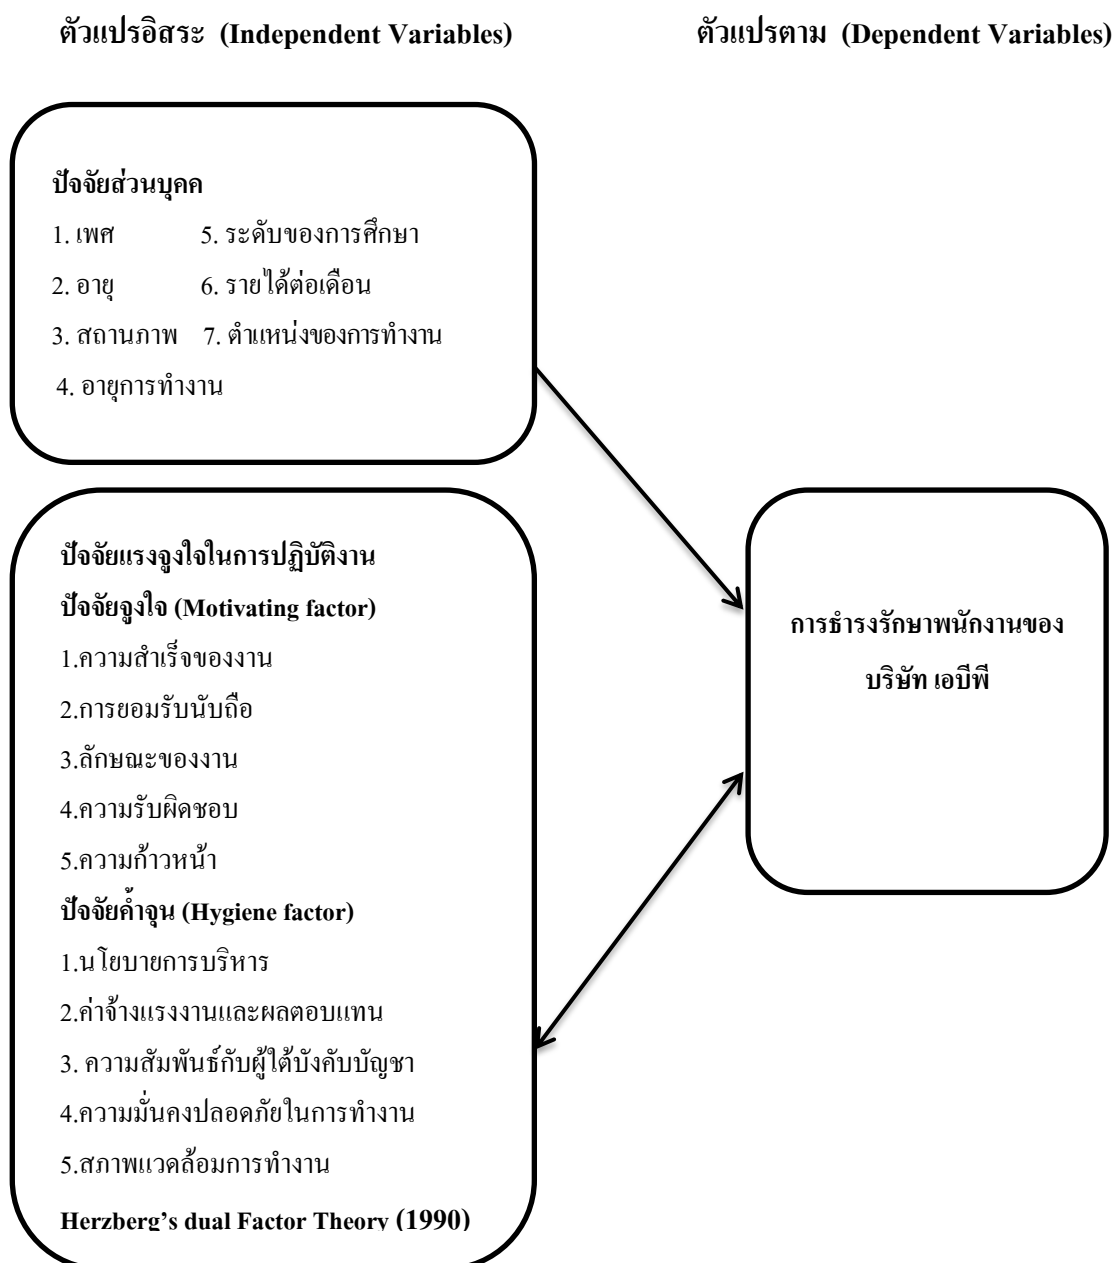 ตัวแปรอิสระ (Independent Variables) ตัวแปรตาม (Dependent Variables)
ปัจจัยส่วนบุคค
1. เพศ 5. ระดับของการศึกษา
2. อายุ 6. รายได้ต่อเดือน
3. สถานภาพ 7. ตำแหน่งของการทำงาน
4. อายุการทำงาน
ปัจจัยแรงจูงใจในการปฏิบัติงาน
ปัจจัยจูงใจ (Motivating factor)
1.ความสำเร็จของงาน
2.การยอมรับนับถือ
3.ลักษณะของงาน
4.ความรับผิดชอบ
5.ความก้าวหน้า
ปัจจัยค้ำจุน (Hygiene factor)
1.นโยบายการบริหาร
2.ค่าจ้างแรงงานและผลตอบแทน
3. ความสัมพันธ์กับผู้ใต้บังคับบัญชา
4.ความมั่นคงปลอดภัยในการทำงาน
5.สภาพแวดล้อมการทำงาน
Herzberg’s dual Factor Theory (1990)
การธำรงรักษาพนักงานของ
บริษัท เอบีพี